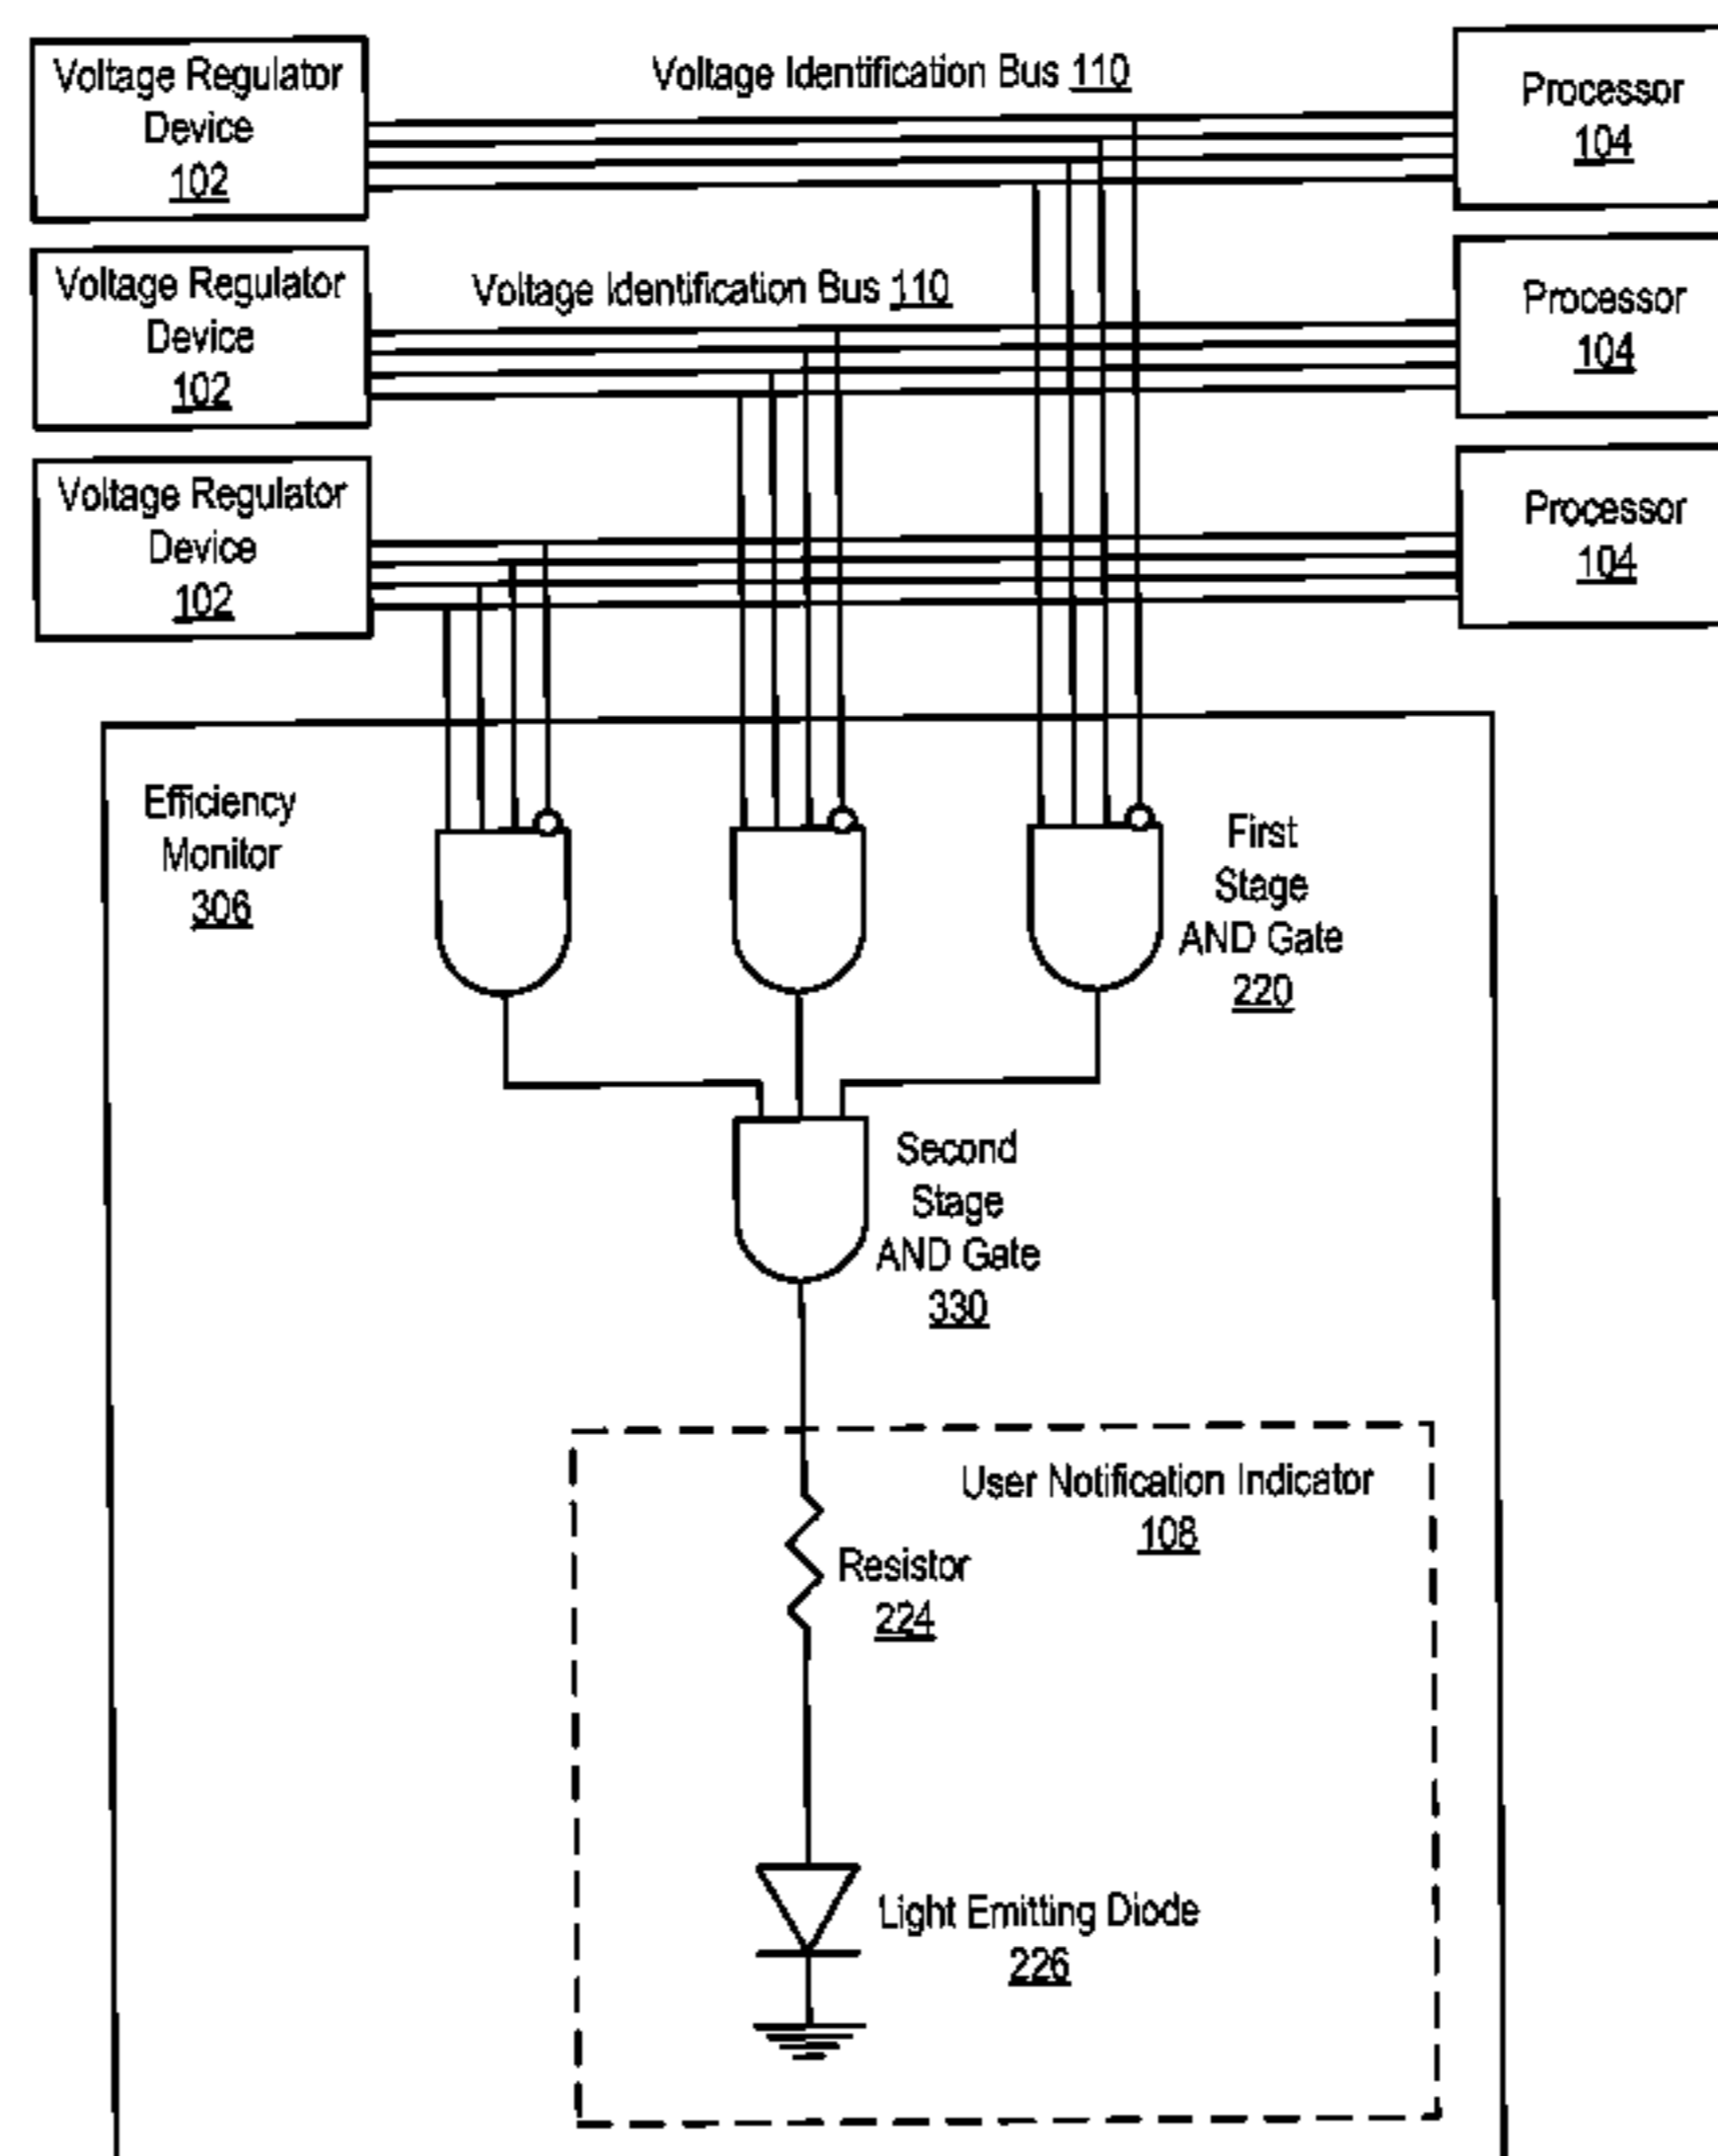 Voltage Regulator
Device
102
Voltage Identification Bus 110
Processor
104
Voltage Regulator
Device
102
Voltage Identification Bus 110
Processor
104
Voltage Regulator
Device
102
Processor
104
Efficiency
Monitor
306
First
Stage
AND Gate
220
Second
Stage
AND Gate
330
User Notification Indicator
108
Resistor
224
Light Emitting Diode
226